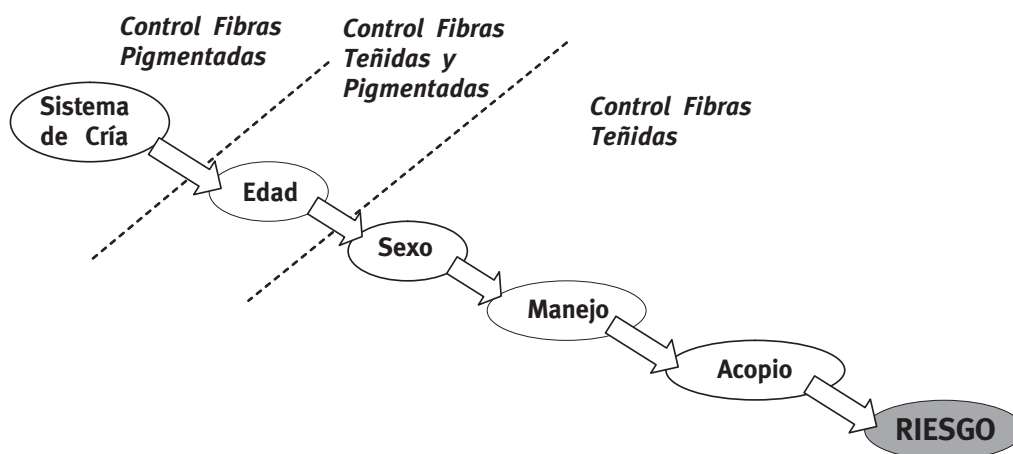 Control Fibras
Pigmentadas
Control Fibras
Teñidas y
Pigmentadas
Control Fibras
Teñidas
Sistema
de Cría
Edad
Sexo
Manejo
Acopio
RIESGO